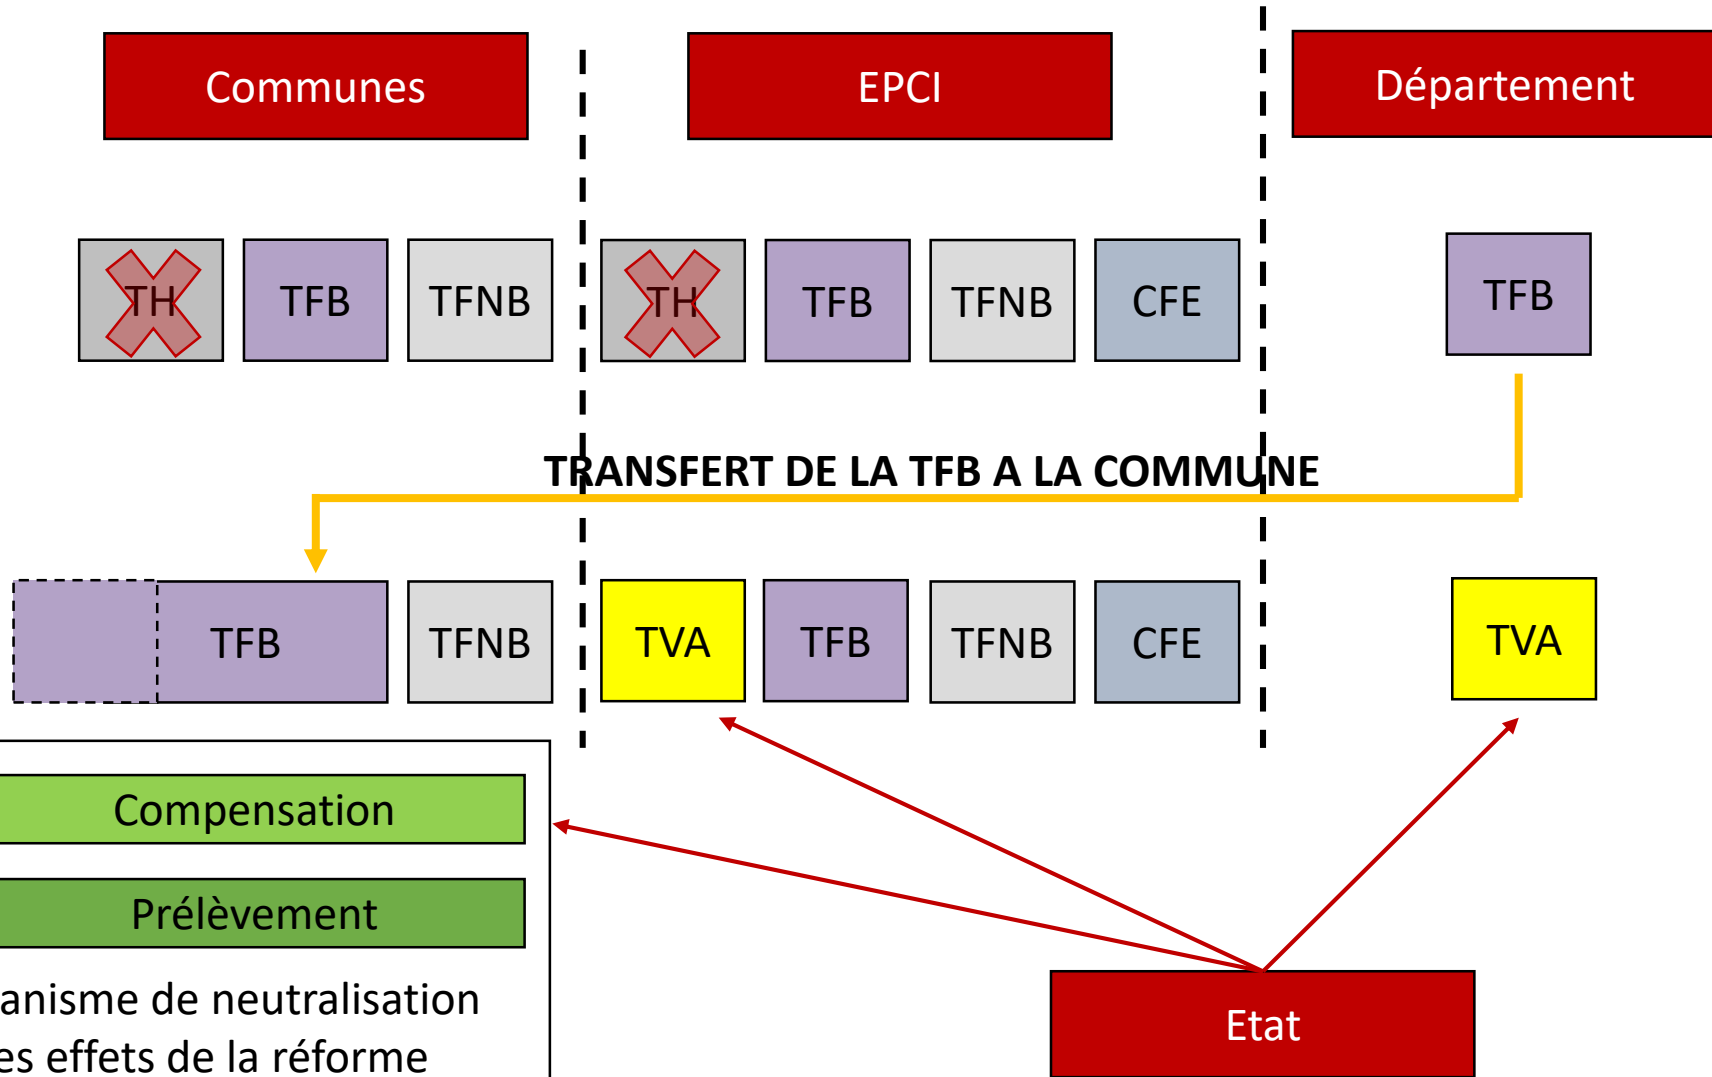 Communes
EPCI
Département
TH
TFB
TFNB
TH
TFB
TFNB
CFE
TFB
TRANSFERT DE LA TFB A LA COMMUNE
TFB
TFNB
TVA
TFB
TFNB
CFE
TVA
Compensation
Prélèvement
anisme de neutralisation
es effets de la réforme
Etat